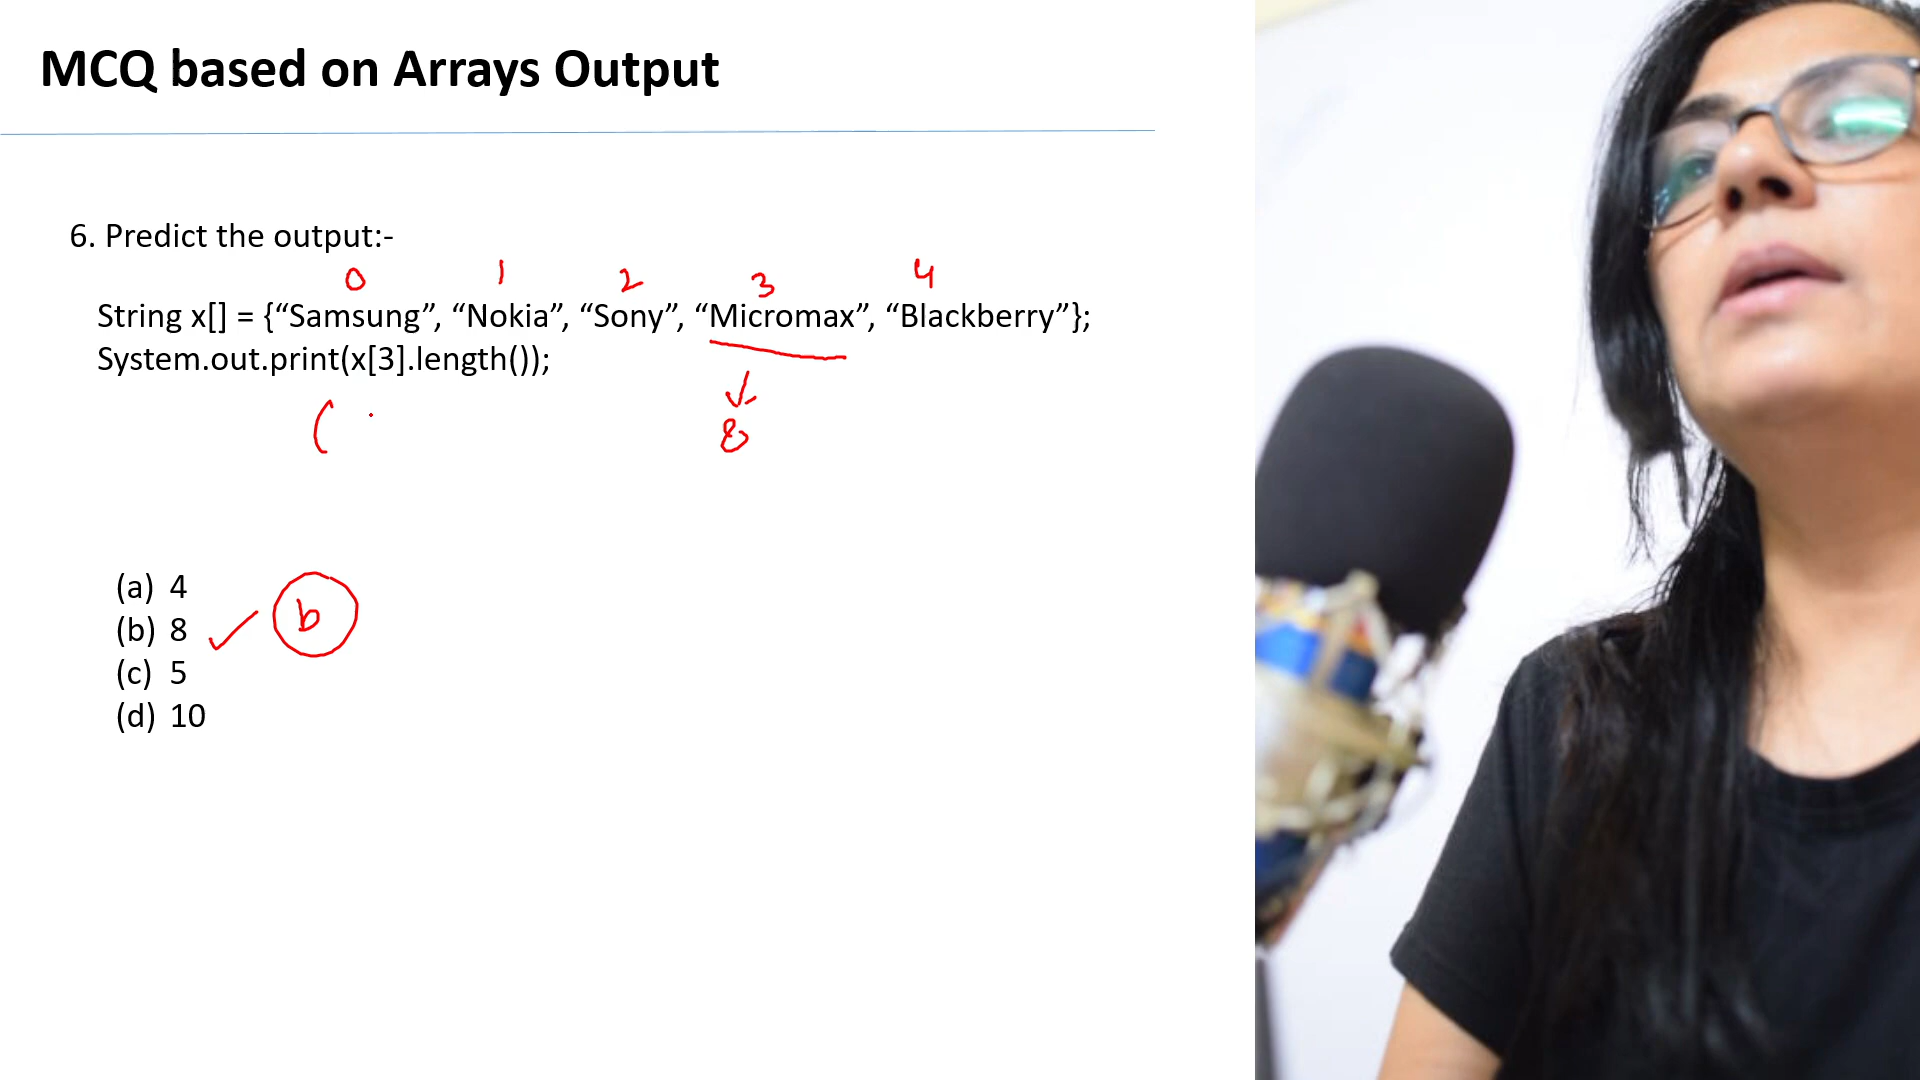 MCQ based on Arrays Output
6. Predict the output:-
0 1 2 3 4
String x[] = {“Samsung”, “Nokia”, “Sony”, “Micromax”, “Blackberry”};
System.out.print(x[3].length());
(
8
(a) 4
(b) 8 ✓ b
(c) 5
(d) 10